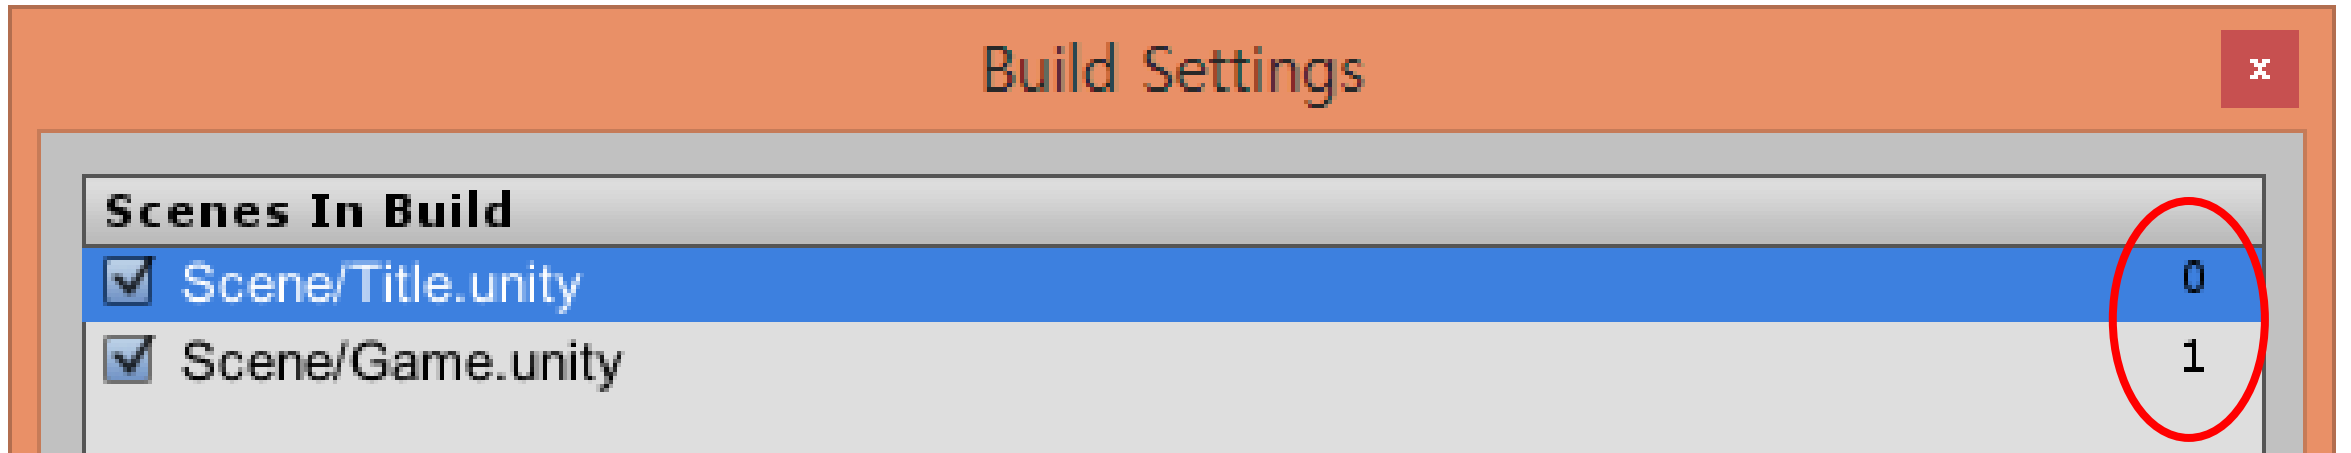 Build Settings x
Scenes In Build
Scene/Title.unity 0
Scene/Game.unity 1